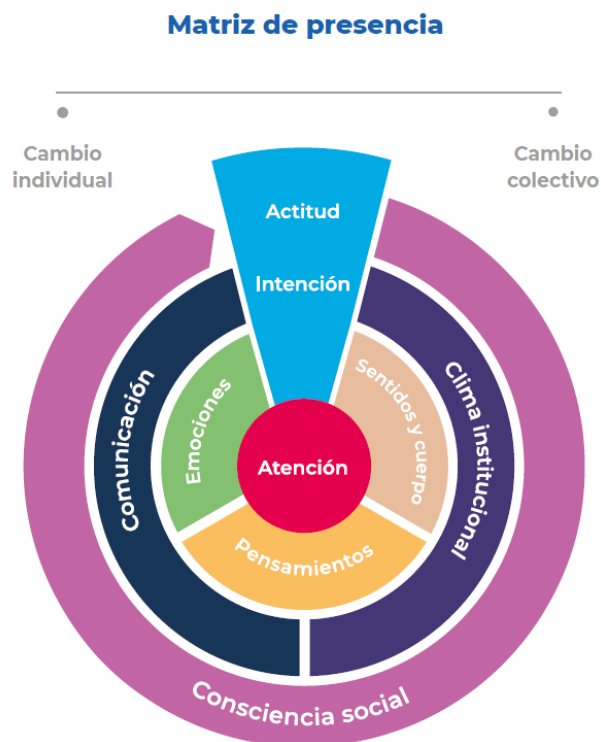 Matriz de presencia
Cambio
individual
Cambio
colectivo
Actitud
Intención
Comunicación
Emociones
Sentidos y cuerpo
Clima institucional
Atención
Pensamientos
Consciencia social